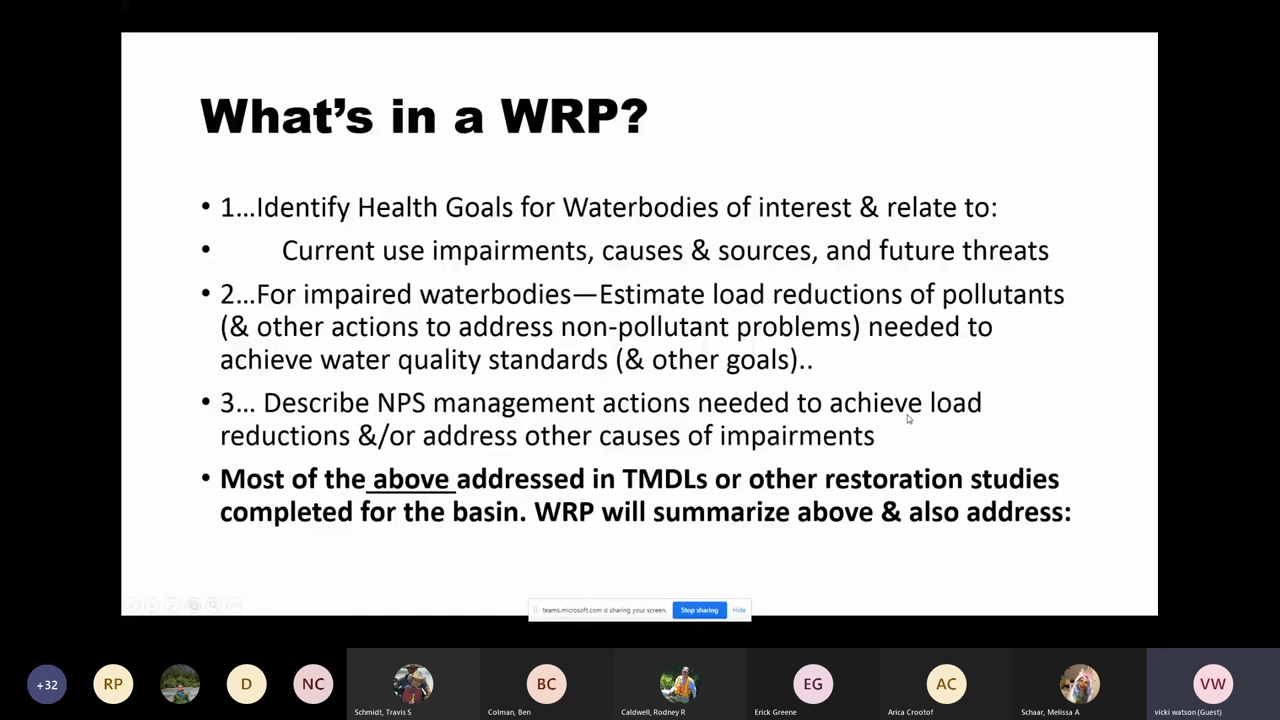 What's in a WRP?
• 1…Identify Health Goals for Waterbodies of interest & relate to:
• Current use impairments, causes & sources, and future threats
• 2…For impaired waterbodies—Estimate load reductions of pollutants
(& other actions to address non-pollutant problems) needed to
achieve water quality standards (& other goals)..
• 3… Describe NPS management actions needed to achieve load
reductions &/or address other causes of impairments
• Most of the above addressed in TMDLs or other restoration studies
completed for the basin. WRP will summarize above & also address:
teams.microsoft.com is sharing your screen. Stop sharing Hide
+32 RP D NC BC EG AC VW
Schmidt, Travis S Colman, Ben Caldwell, Rodney R Erick Greene Arica Crootof Schaar, Melissa A vicki watson (Guest)